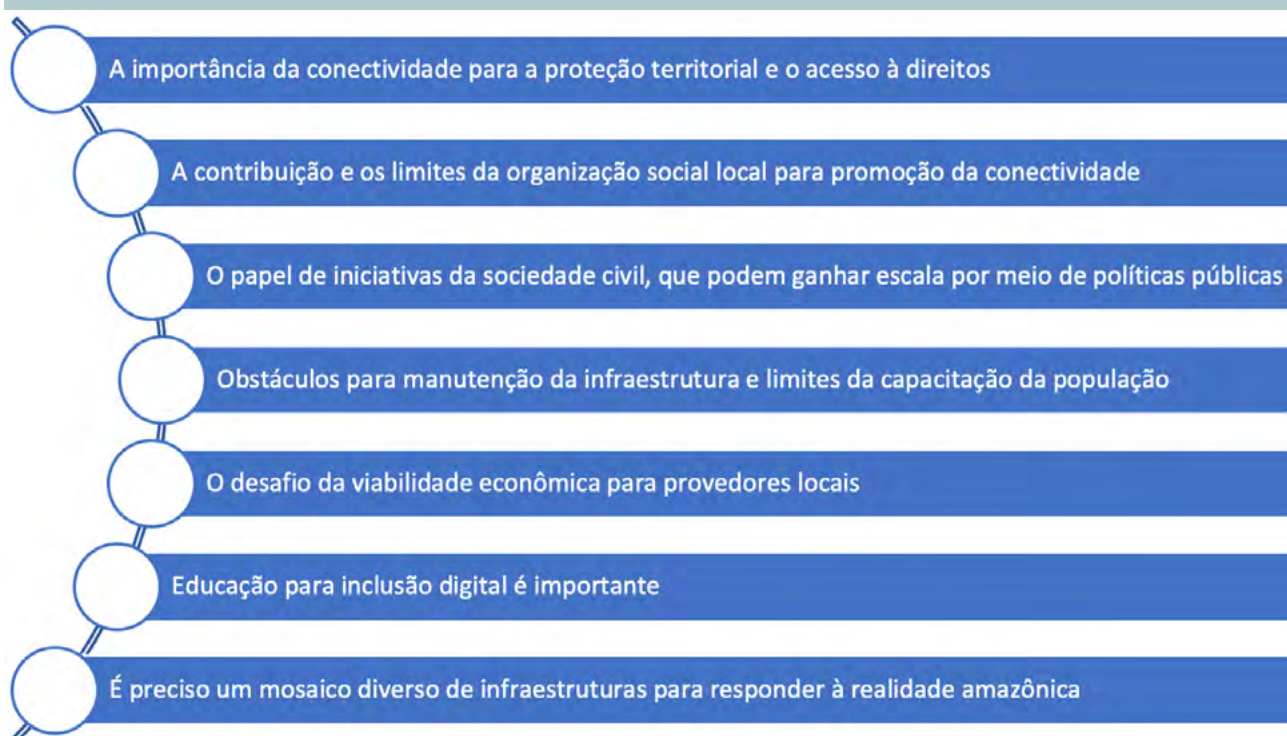 A importância da conectividade para a proteção territorial e o acesso à direitos
A contribuição e os limites da organização social local para promoção da conectividade
O papel de iniciativas da sociedade civil, que podem ganhar escala por meio de políticas públicas
Obstáculos para manutenção da infraestrutura e limites da capacitação da população
O desafio da viabilidade econômica para provedores locais
Educação para inclusão digital é importante
É preciso um mosaico diverso de infraestruturas para responder à realidade amazônica